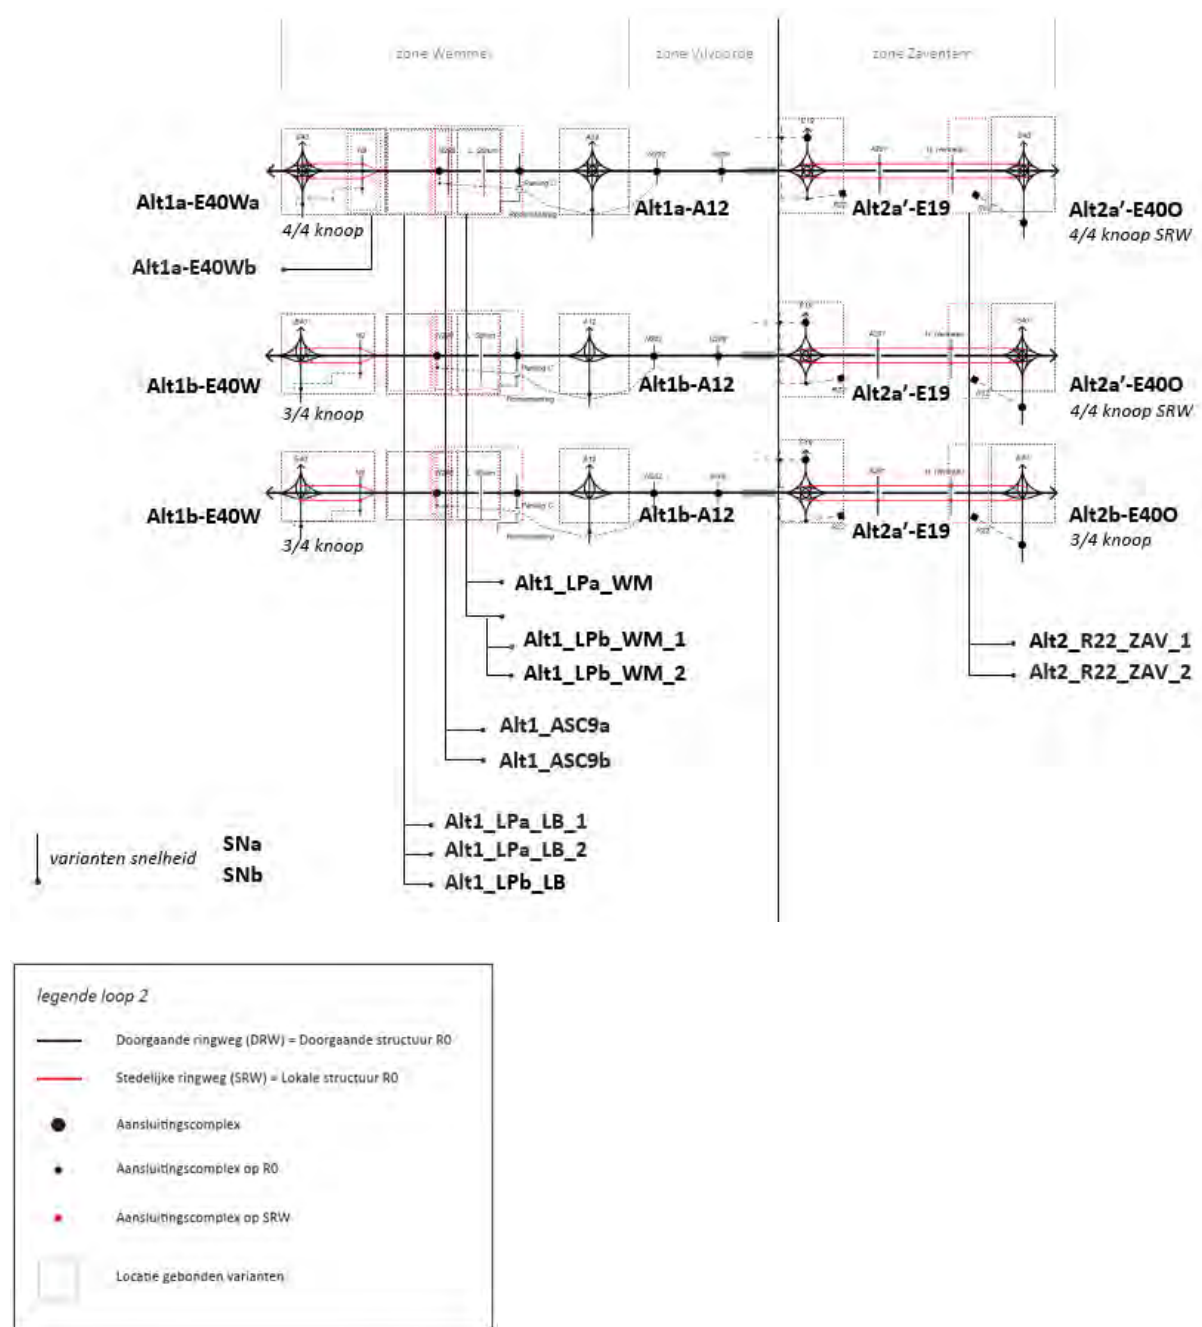 zone Wemmel
zone Vilvoorde
zone Zaventem
Alt1a-E40Wa
4/4 knoop
Alt1a-A12
Alt2a'-E19
Alt2a'-E40O
4/4 knoop SRW
Alt1a-E40Wb
Alt1b-E40W
3/4 knoop
Alt1b-A12
Alt2a'-E19
Alt2a'-E40O
4/4 knoop SRW
Alt1b-E40W
3/4 knoop
Alt1b-A12
Alt2a'-E19
Alt2b-E40O
3/4 knoop
Alt1_LPa_WM
Alt1_LPb_WM_1
Alt1_LPb_WM_2
Alt2_R22_ZAV_1
Alt2_R22_ZAV_2
Alt1_ASC9a
Alt1_ASC9b
Alt1_LPa_LB_1
Alt1_LPa_LB_2
Alt1_LPb_LB
varianten snelheid
SNa
SNb
legende loop 2
Doorgaande ringweg (DRW) = Doorgaande structuur R0
Stedelijke ringweg (SRW) = Lokale structuur R0
Aansluitingscomplex
Aansluitingscomplex op R0
Aansluitingscomplex op SRW
Locatie gebonden varianten